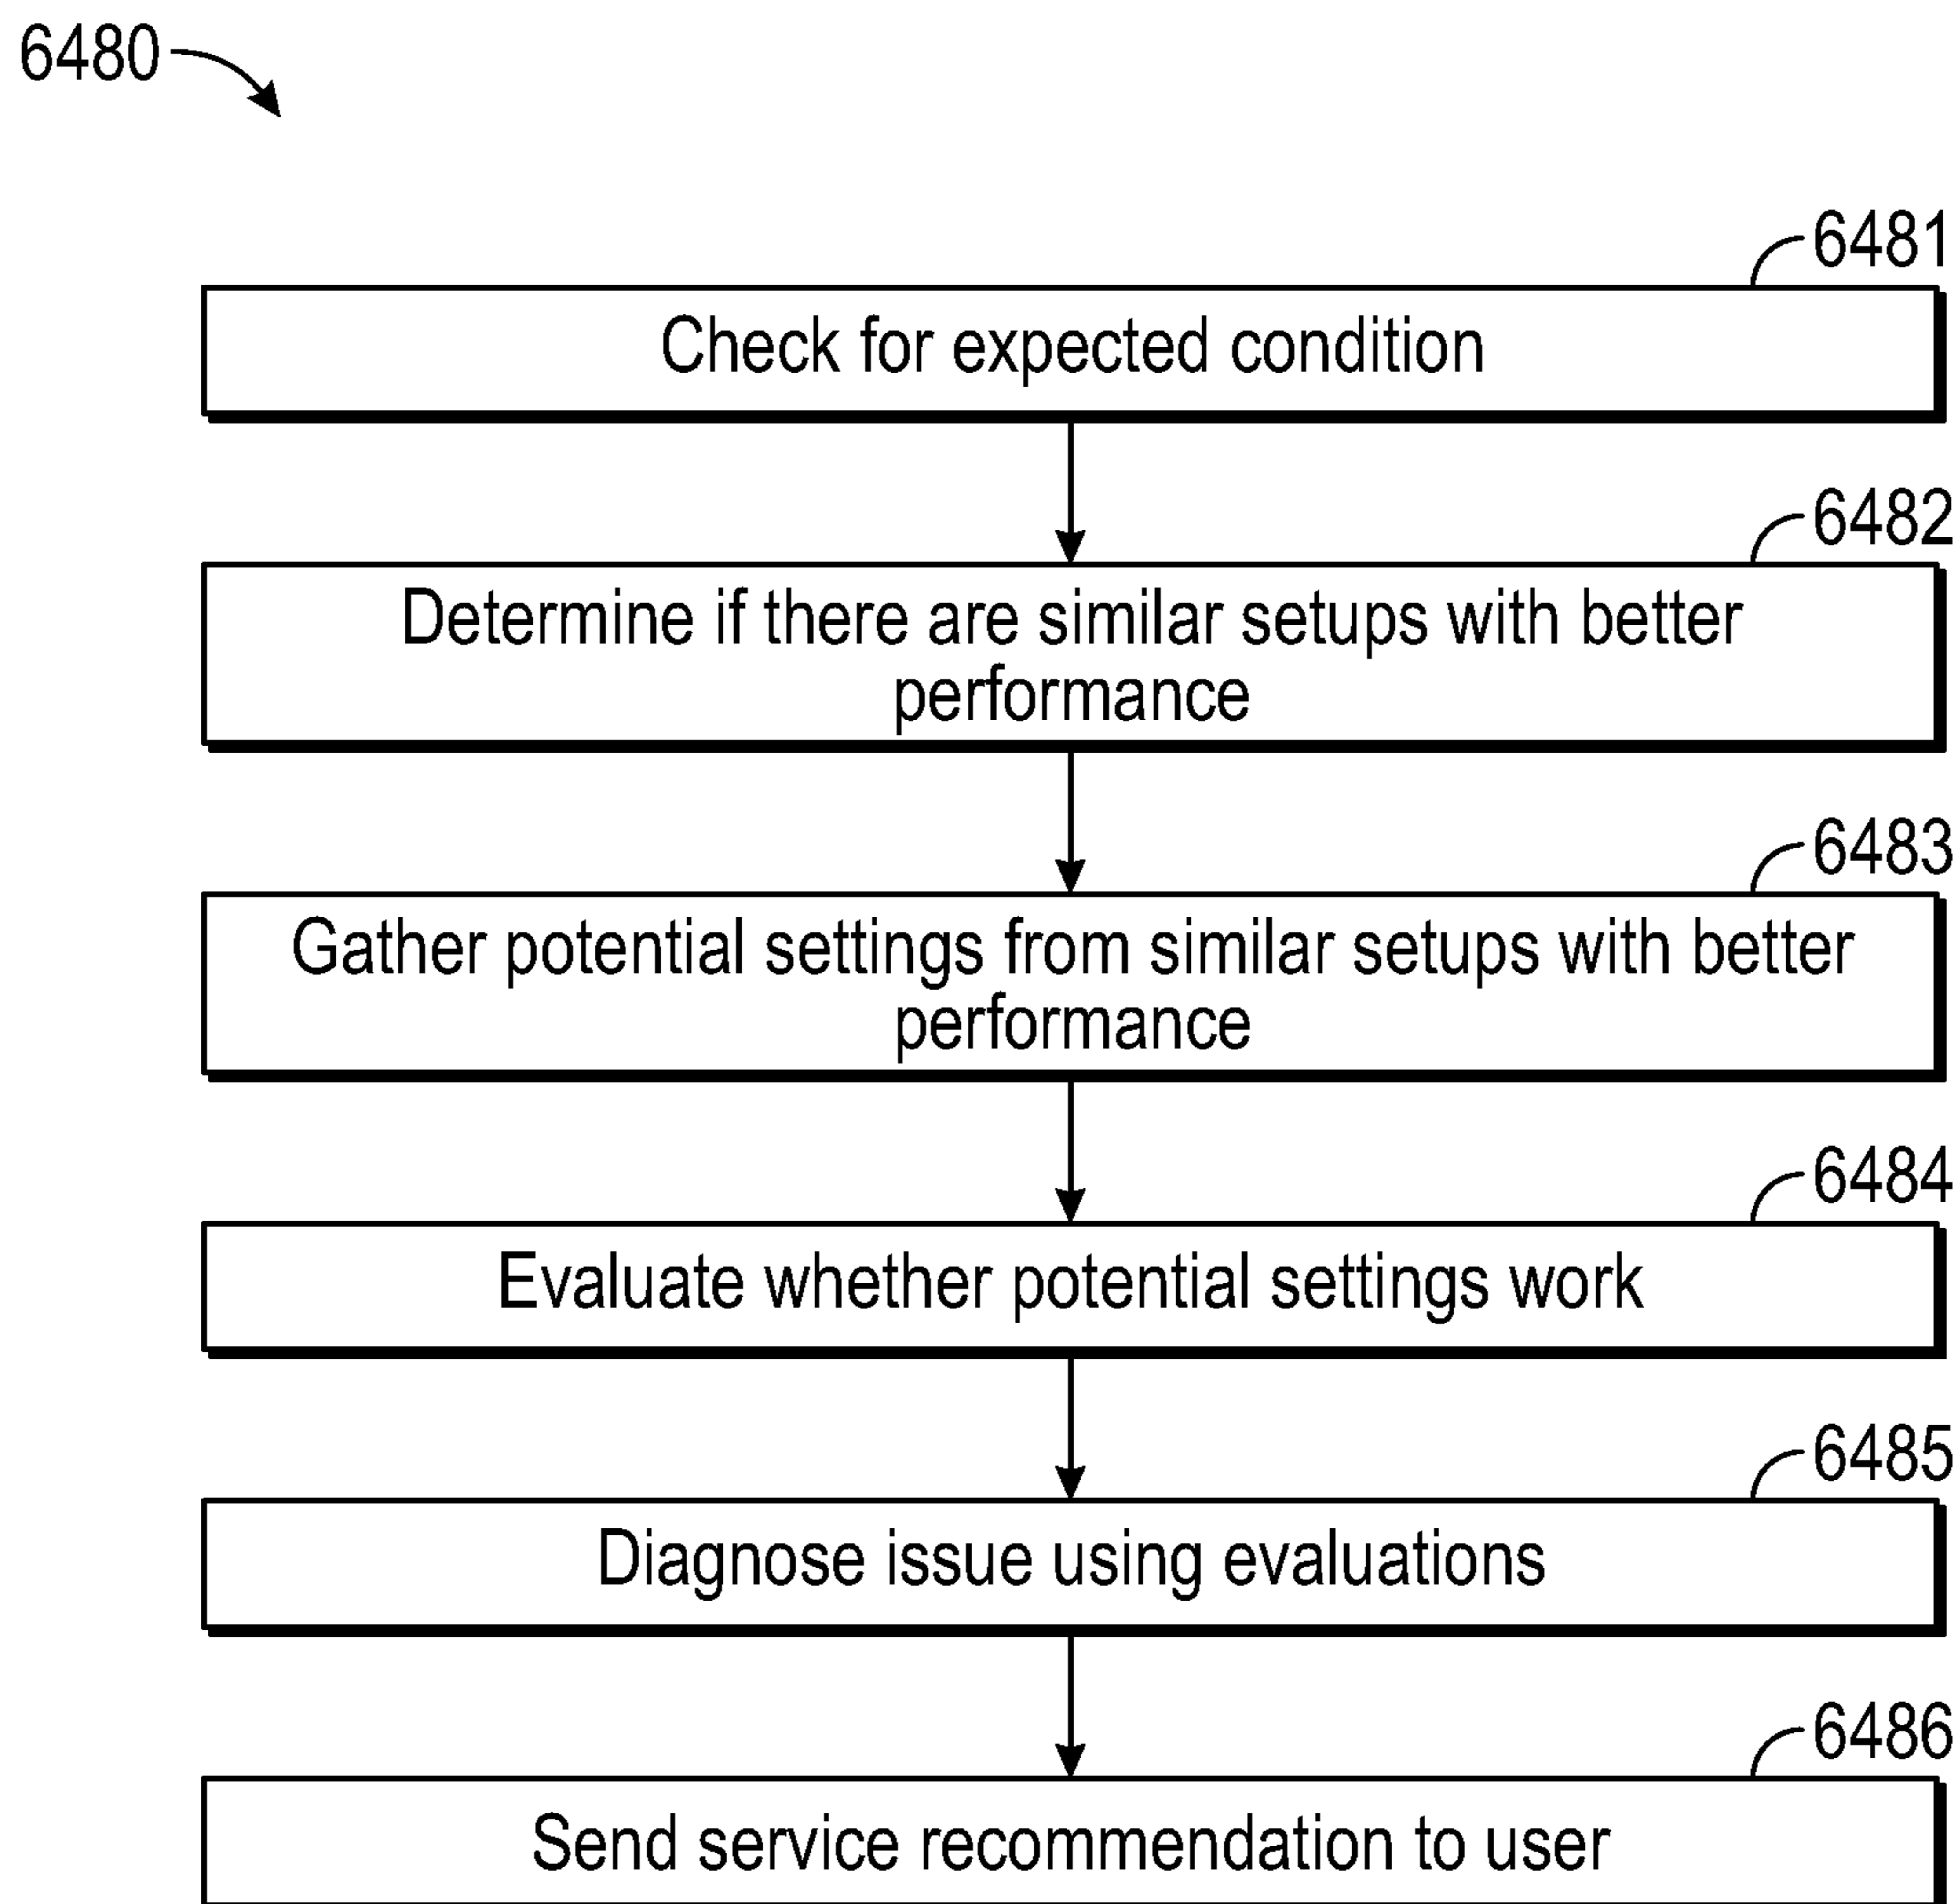 6480
6481
Check for expected condition
6482
Determine if there are similar setups with better
performance
6483
Gather potential settings from similar setups with better
performance
6484
Evaluate whether potential settings work
6485
Diagnose issue using evaluations
6486
Send service recommendation to user